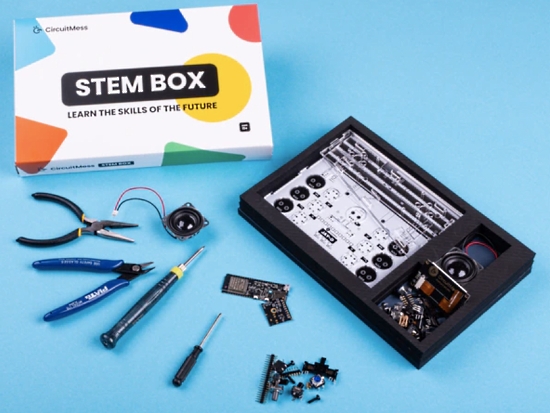 CircuitMess
STEM BOX
LEARN THE SKILLS OF THE FUTURE
CircuitMess STEM BOX